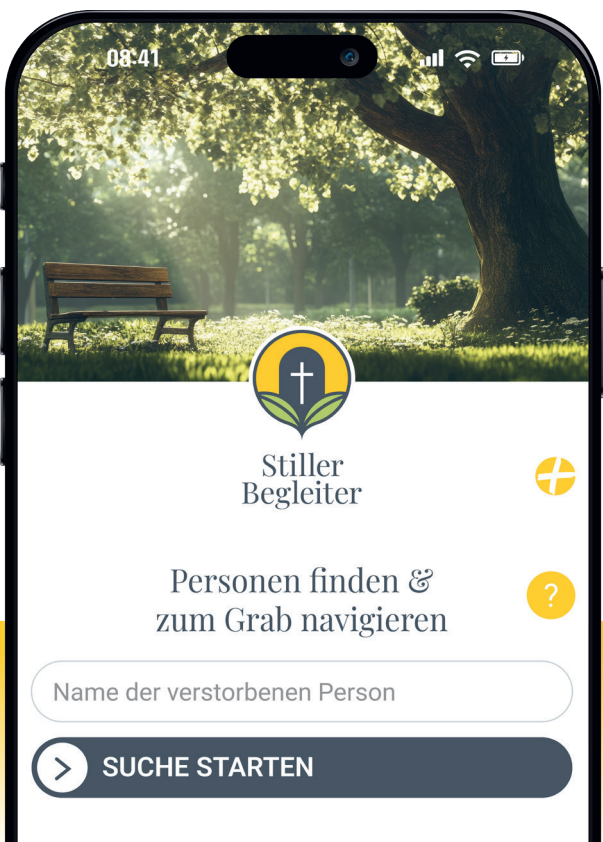 08:41
Stiller
Begleiter
Personen finden &
zum Grab navigieren
?
Name der verstorbenen Person
SUCHE STARTEN